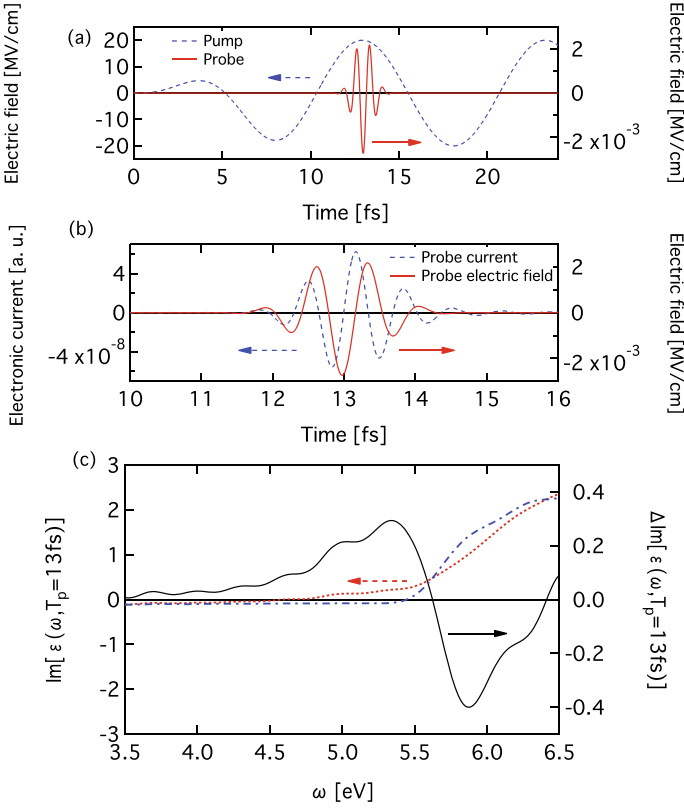 (a)
Electric field [MV/cm]
20
10
0
-10
-20
Pump
Probe
2
0
-2 x10⁻³
Electric field [MV/cm]
0
5
10
15
20
Time [fs]
(b)
Electronic current [a. u.]
4
0
-4 x10⁻⁸
Probe current
Probe electric field
2
0
-2 x10⁻³
Electric field [MV/cm]
10
11
12
13
14
15
16
Time [fs]
(c)
Im[ ε (ω,Tp=13fs)]
3
2
1
0
-1
-2
-3
0.4
0.2
0.0
-0.2
-0.4
ΔIm[ ε (ω,Tp=13fs)]
3.5
4.0
4.5
5.0
5.5
6.0
6.5
ω [eV]